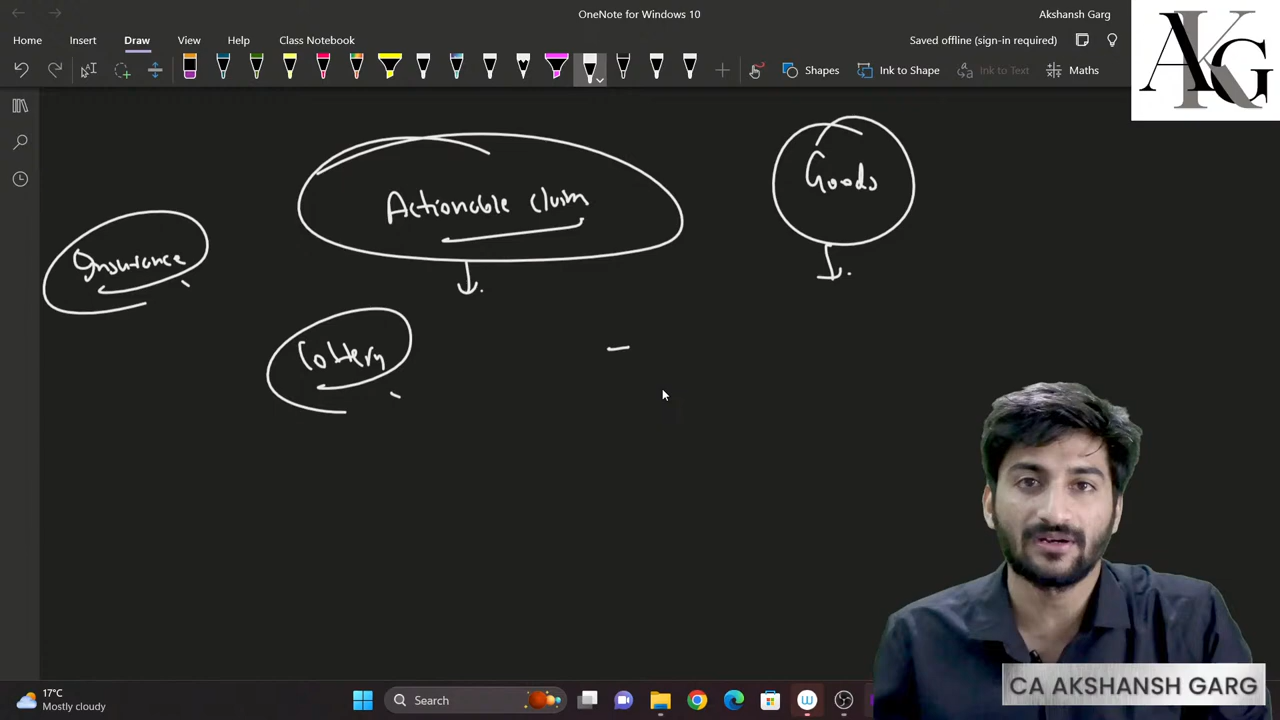 OneNote for Windows 10
Akshansh Garg
Home Insert Draw View Help Class Notebook
Saved offline (sign-in required)
Shapes
Ink to Shape
Ink to Text
Maths
AKG
Actionable claim
Goods
Insurance
Lottery
CA AKSHANSH GARG
17°C
Mostly cloudy
Search